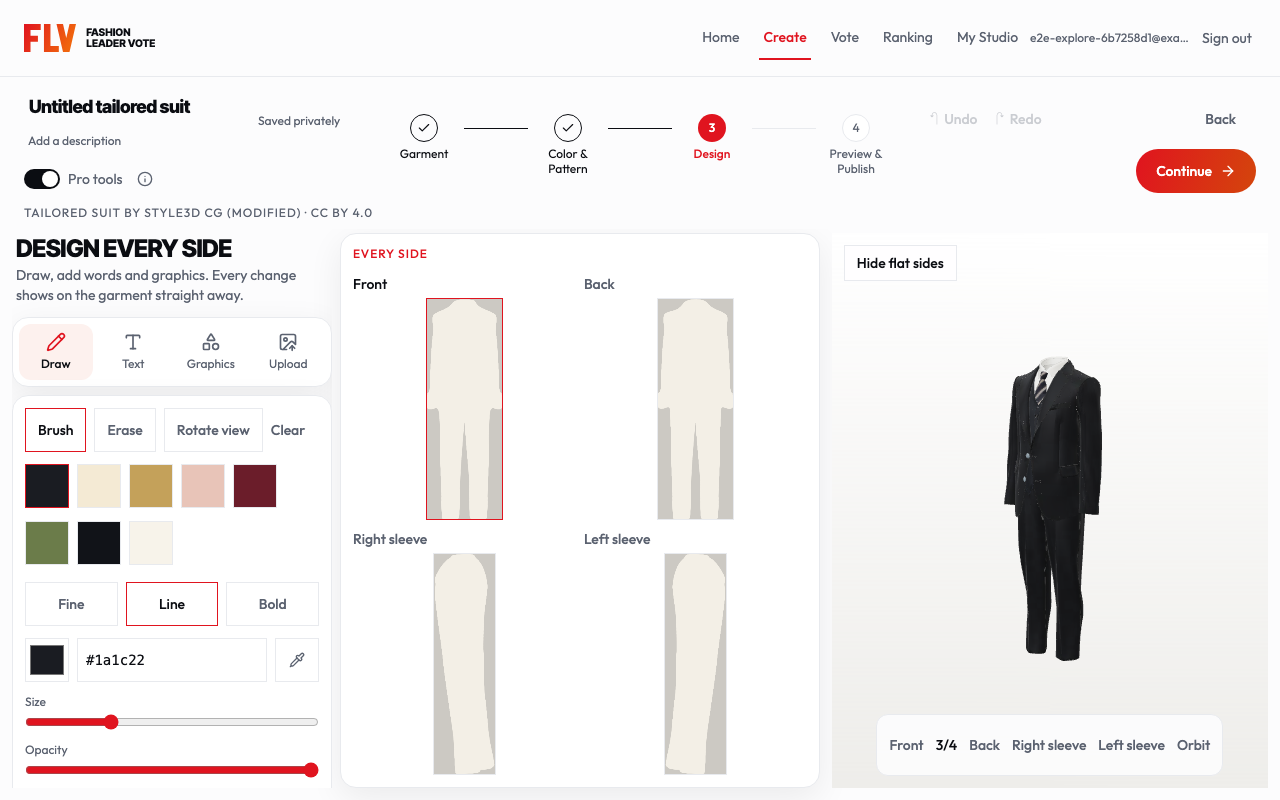 FLV FASHION
LEADER VOTE
Home Create Vote Ranking My Studio e2e-explore-6b7258d1@exa... Sign out
Untitled tailored suit
Saved privately
Add a description
Pro tools
Garment
Color &
Pattern
3
Design
4
Preview &
Publish
Undo Redo
Back
Continue
TAILORED SUIT BY STYLE3D CG (MODIFIED) · CC BY 4.0
DESIGN EVERY SIDE
Draw, add words and graphics. Every change
shows on the garment straight away.
Draw Text Graphics Upload
Brush Erase Rotate view Clear
Fine Line Bold
#1a1c22
Size
Opacity
EVERY SIDE
Front Back
Right sleeve Left sleeve
Hide flat sides
Front 3/4 Back Right sleeve Left sleeve Orbit